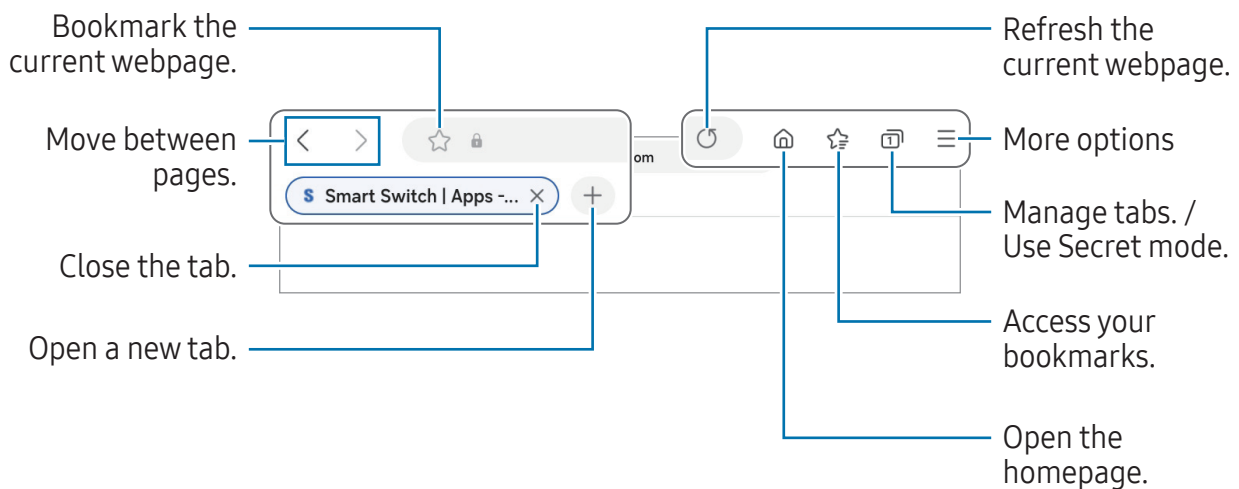 Bookmark the
current webpage.
Refresh the
current webpage.
Move between
pages.
om
1
More options
S Smart Switch | Apps -...
Manage tabs. /
Use Secret mode.
Close the tab.
Open a new tab.
Access your
bookmarks.
Open the
homepage.